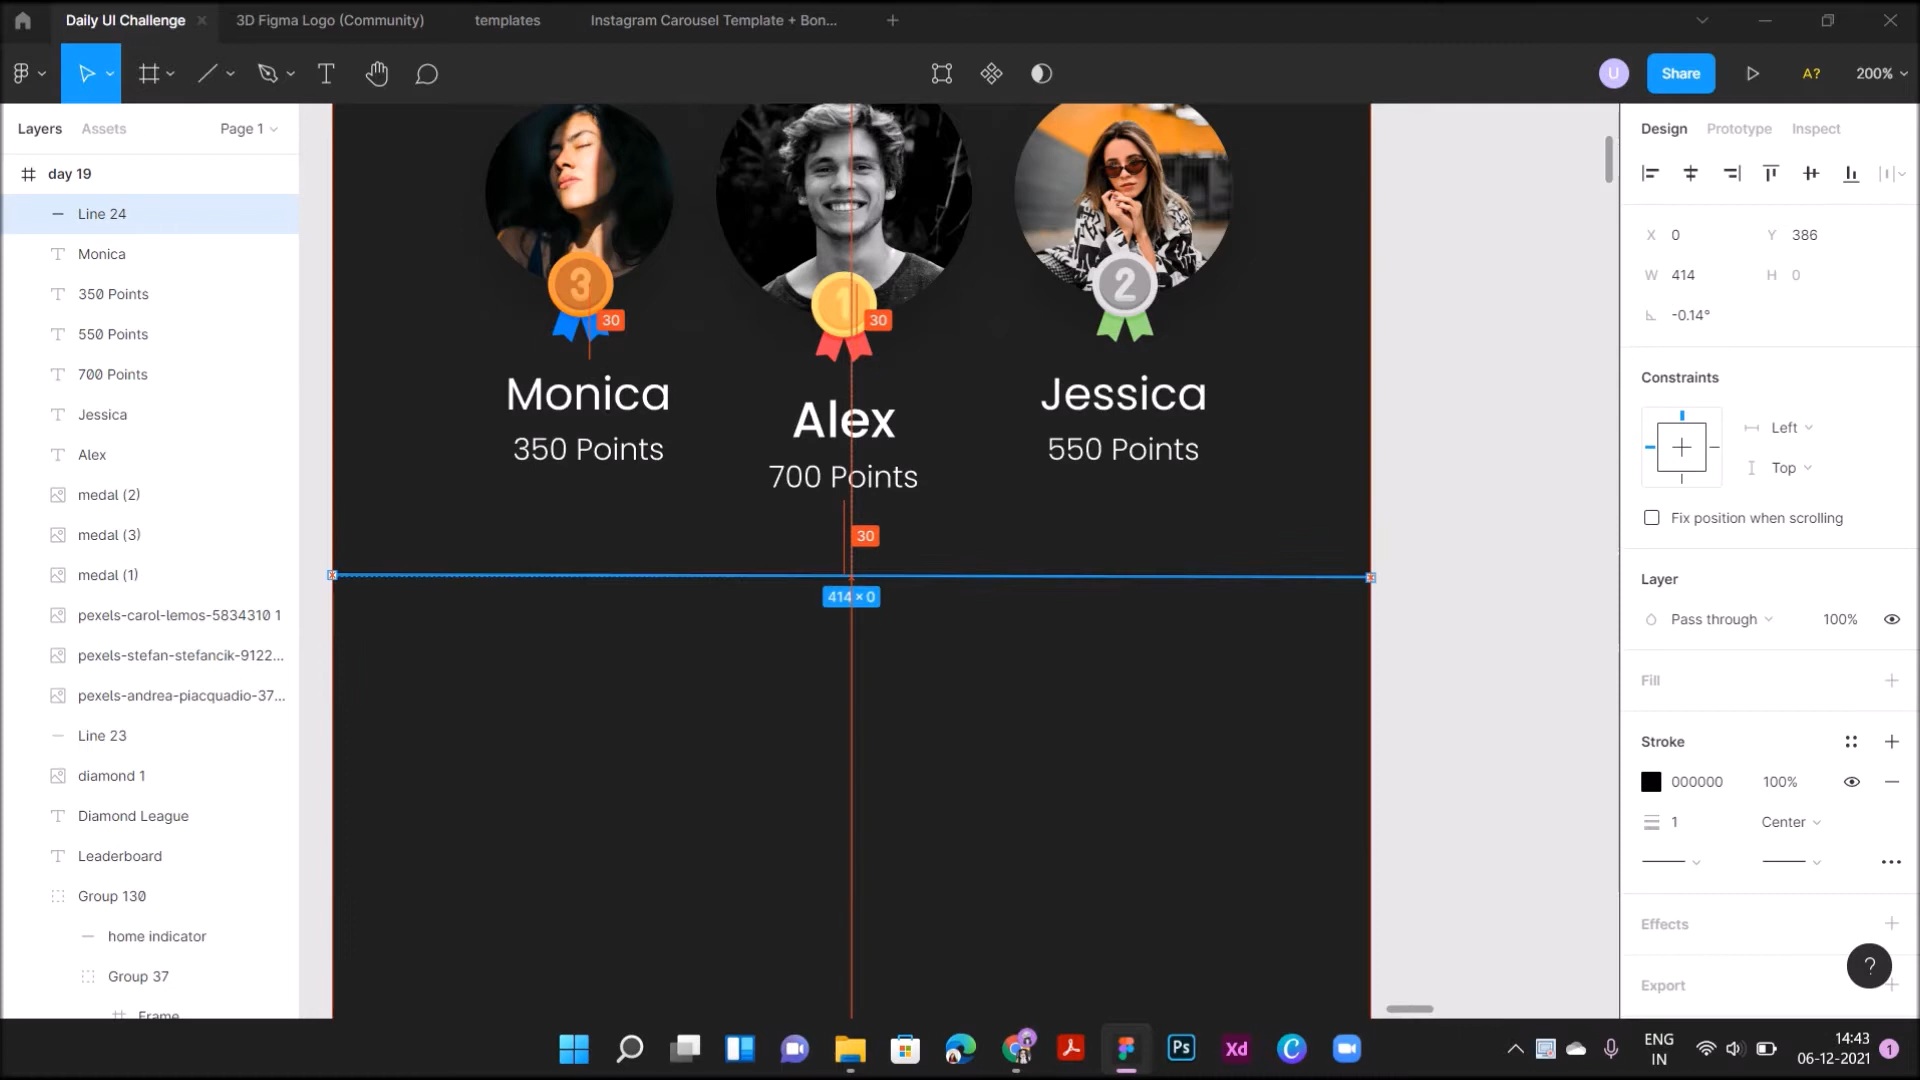 Daily UI Challenge
3D Figma Logo (Community)
templates
Instagram Carousel Template + Bon...
U
Share
A?
200%
Layers
Assets
Page 1
Design
Prototype
Inspect
day 19
Line 24
Monica
350 Points
550 Points
700 Points
Jessica
Alex
medal (2)
medal (3)
medal (1)
pexels-carol-lemos-5834310 1
pexels-stefan-stefancik-9122...
pexels-andrea-piacquadio-37...
Line 23
diamond 1
Diamond League
Leaderboard
Group 130
home indicator
Group 37
Frame
3
1
2
30
30
Monica
350 Points
Alex
700 Points
Jessica
550 Points
30
414 × 0
X 0
Y 386
W 414
H 0
-0.14°
Constraints
Left
Top
Fix position when scrolling
Layer
Pass through
100%
Fill
Stroke
000000
100%
1
Center
Effects
?
Export
Ps
Xd
C
ENG
IN
14:43
06-12-2021
1